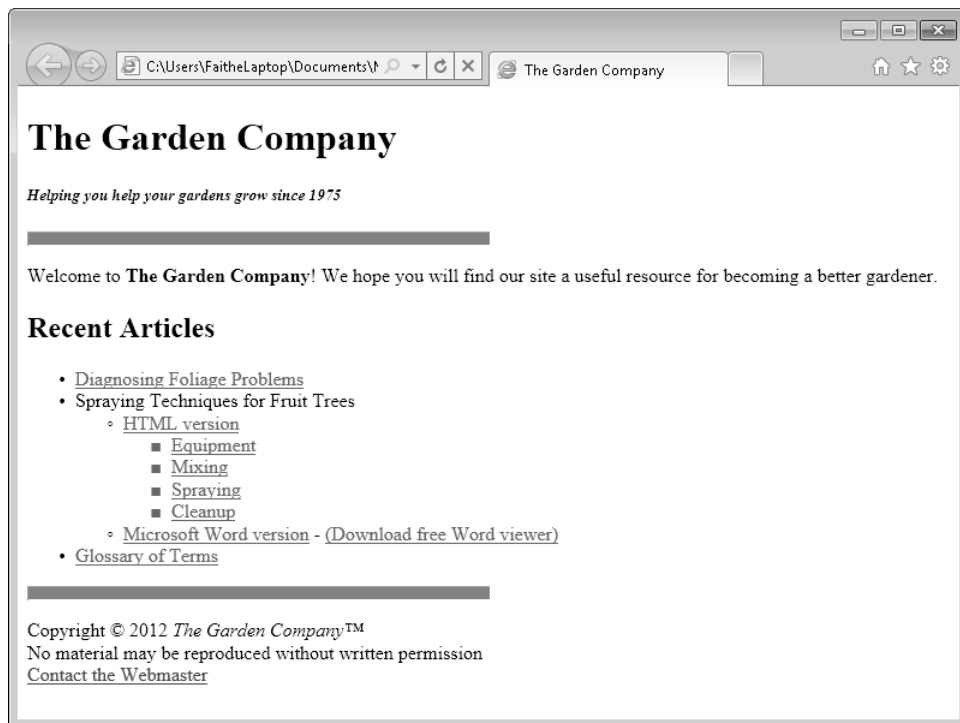 C:\Users\FaitheLaptop\Documents\
The Garden Company
The Garden Company
Helping you help your gardens grow since 1975
Welcome to The Garden Company! We hope you will find our site a useful resource for becoming a better gardener.
Recent Articles
• Diagnosing Foliage Problems
• Spraying Techniques for Fruit Trees
◦ HTML version
▪ Equipment
▪ Mixing
▪ Spraying
▪ Cleanup
◦ Microsoft Word version - (Download free Word viewer)
• Glossary of Terms
Copyright © 2012 The Garden Company™
No material may be reproduced without written permission
Contact the Webmaster